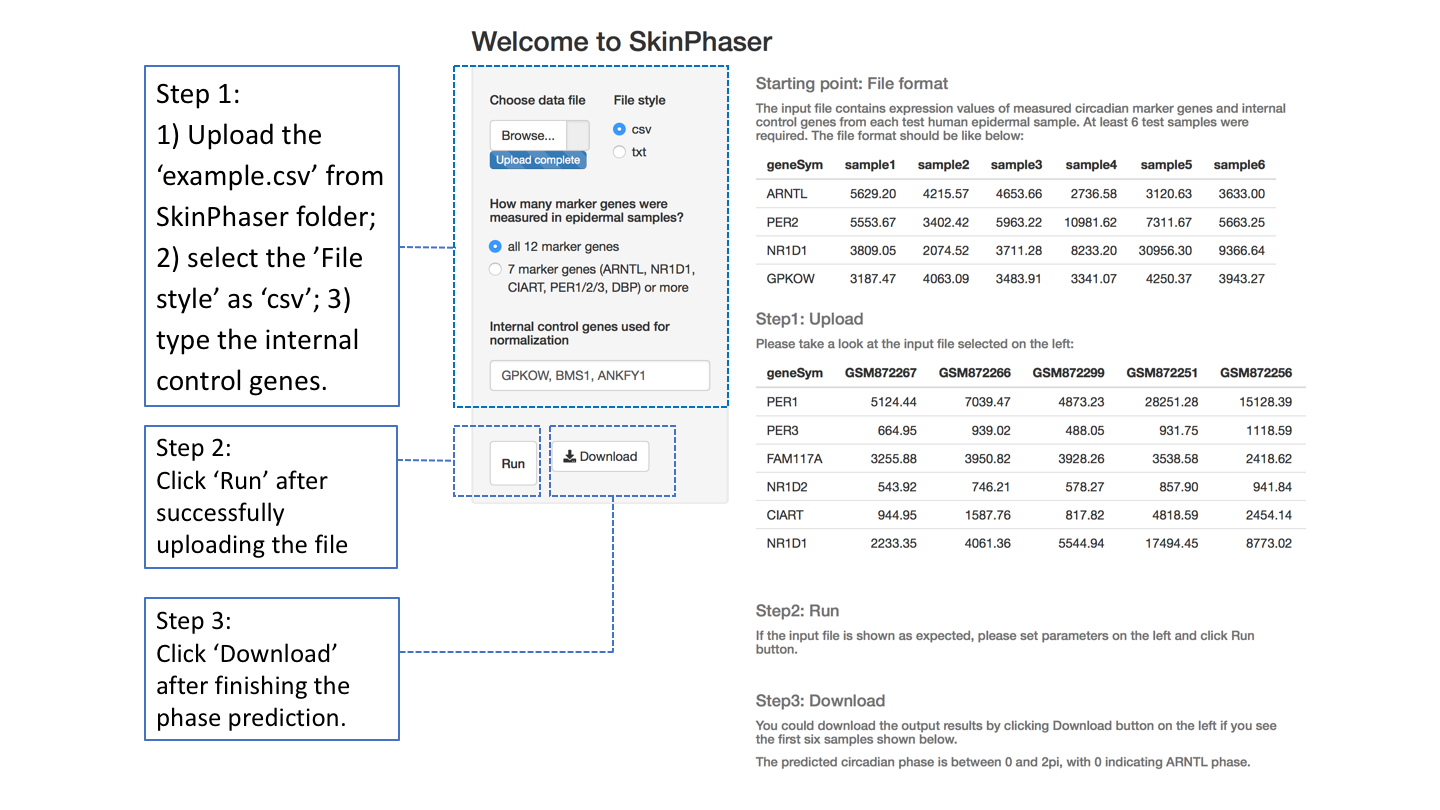 Welcome to SkinPhaser
Step 1:
1) Upload the
‘example.csv’ from
SkinPhaser folder;
2) select the ’File
style’ as ‘csv’; 3)
type the internal
control genes.
Step 2:
Click ‘Run’ after
successfully
uploading the file
Step 3:
Click ‘Download’
after finishing the
phase prediction.
Choose data file
File style
Browse...
Upload complete
csv
txt
How many marker genes were
measured in epidermal samples?
all 12 marker genes
7 marker genes (ARNTL, NR1D1,
CIART, PER1/2/3, DBP) or more
Internal control genes used for
normalization
GPKOW, BMS1, ANKFY1
Run
Download
Starting point: File format
The input file contains expression values of measured circadian marker genes and internal
control genes from each test human epidermal sample. At least 6 test samples were
required. The file format should be like below:
geneSym sample1 sample2 sample3 sample4 sample5 sample6
ARNTL 5629.20 4215.57 4653.66 2736.58 3120.63 3633.00
PER2 5553.67 3402.42 5963.22 10981.62 7311.67 5663.25
NR1D1 3809.05 2074.52 3711.28 8233.20 30956.30 9366.64
GPKOW 3187.47 4063.09 3483.91 3341.07 4250.37 3943.27
Step1: Upload
Please take a look at the input file selected on the left:
geneSym GSM872267 GSM872266 GSM872299 GSM872251 GSM872256
PER1 5124.44 7039.47 4873.23 28251.28 15128.39
PER3 664.95 939.02 488.05 931.75 1118.59
FAM117A 3255.88 3950.82 3928.26 3538.58 2418.62
NR1D2 543.92 746.21 578.27 857.90 941.84
CIART 944.95 1587.76 817.82 4818.59 2454.14
NR1D1 2233.35 4061.36 5544.94 17494.45 8773.02
Step2: Run
If the input file is shown as expected, please set parameters on the left and click Run
button.
Step3: Download
You could download the output results by clicking Download button on the left if you see
the first six samples shown below.
The predicted circadian phase is between 0 and 2pi, with 0 indicating ARNTL phase.